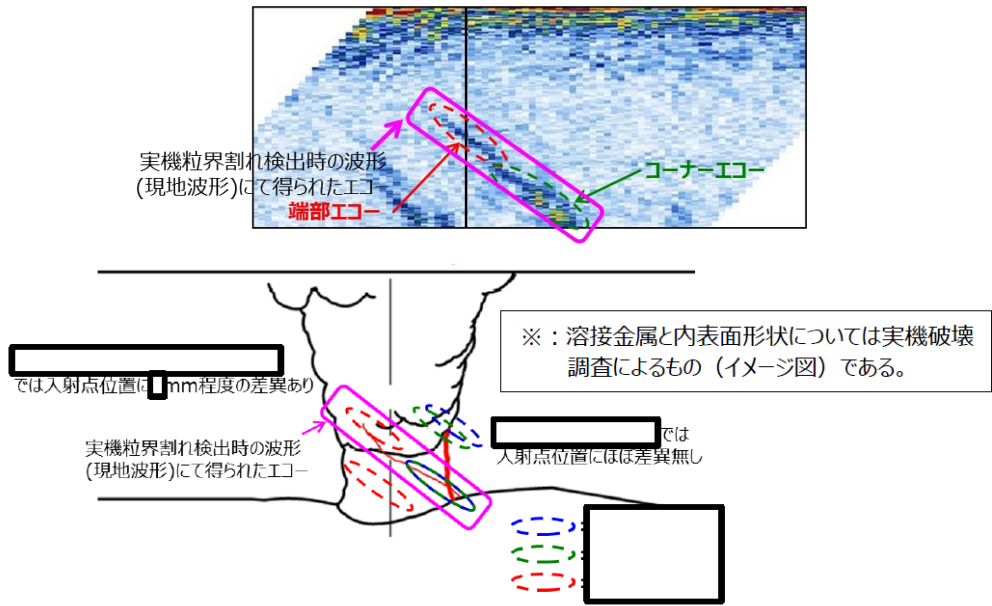 実機粒界割れ検出時の波形
(現地波形)にて得られたエコー
端部エコー
コーナーエコー
※：溶接金属と内表面形状については実機破壊
調査によるもの（イメージ図）である。
では入射点位置に mm程度の差異あり
実機粒界割れ検出時の波形
(現地波形)にて得られたエコー
では
入射点位置にほぼ差異無し
:
:
: